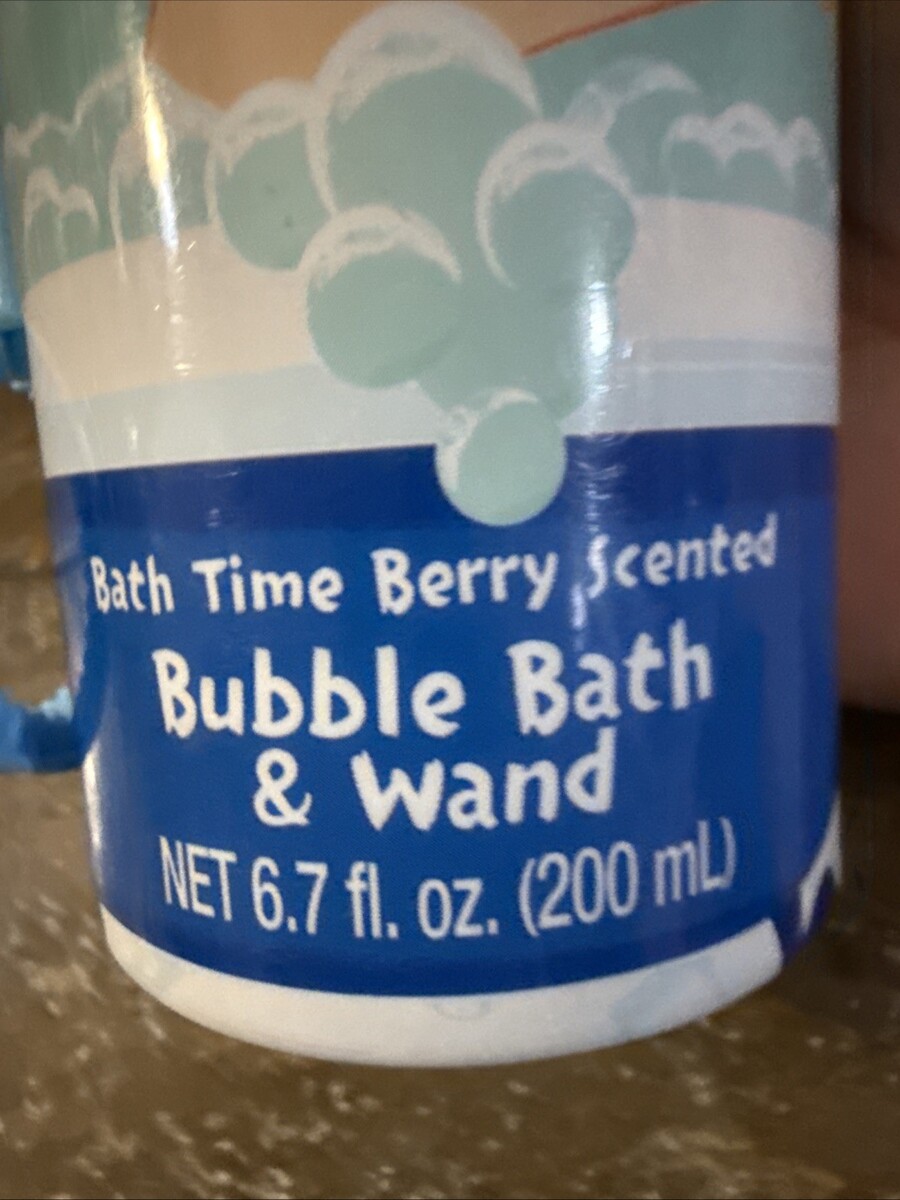 Bath Time Berry Scented
Bubble Bath
& Wand
NET 6.7 fl. oz. (200 mL)